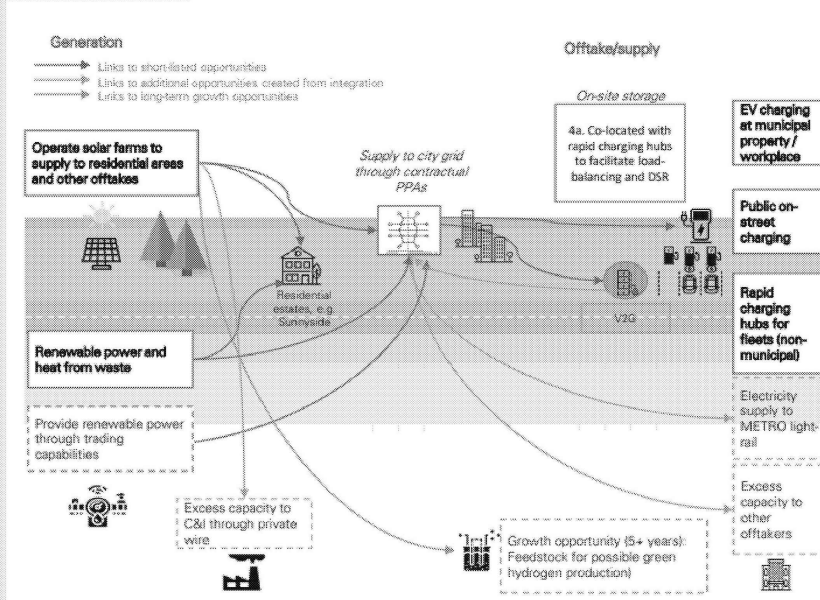 Generation
Links to short-listed opportunities
Links to additional opportunities created from integration
Links to long-term growth opportunities
Offtake/supply
On-site storage
4a. Co-located with
rapid charging hubs
to facilitate load-
balancing and DSR
EV charging
at municipal
property /
workplace
Operate solar farms to
supply to residential areas
and other offtakes
Supply to city grid
through contractual
PPAs
Public on-
street
charging
Residential
estates, e.g.
Sunnyside
V2G
Rapid
charging
hubs for
fleets (non-
municipal)
Renewable power and
heat from waste
Provide renewable power
through trading
capabilities
Electricity
supply to
METRO light-
rail
Excess capacity to
C&I through private
wire
Growth opportunity (5+ years):
Feedstock for possible green
hydrogen production)
Excess
capacity to
other
offtakers